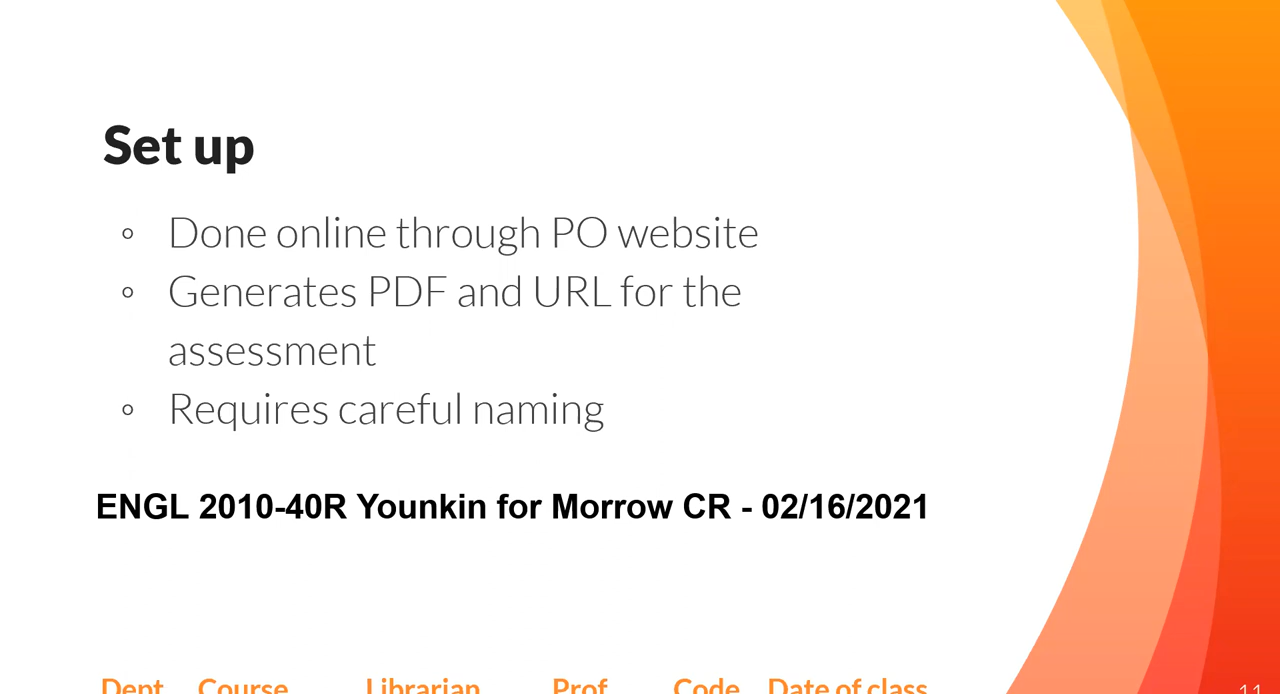 Set up
◦ Done online through PO website
◦ Generates PDF and URL for the
assessment
◦ Requires careful naming
ENGL 2010-40R Younkin for Morrow CR - 02/16/2021
Dept Course Librarian Prof Code Date of class
11